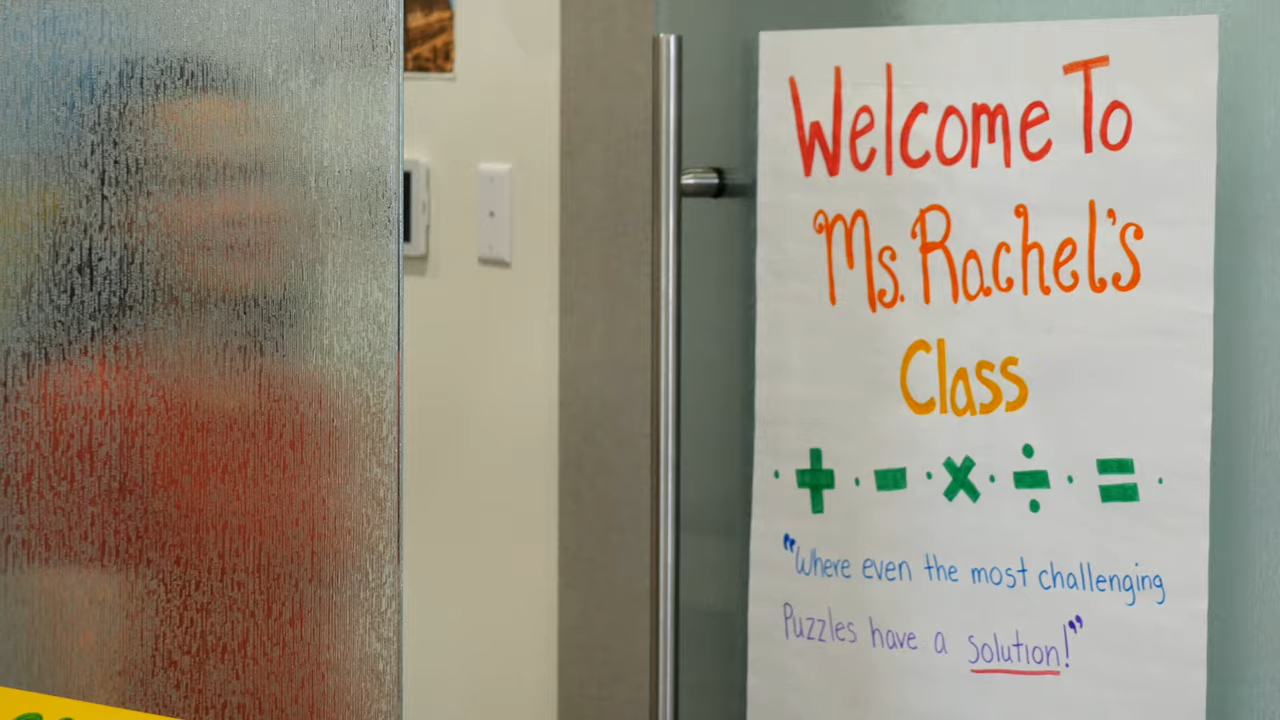 Welcome To
Ms. Rachel's
Class
+ - × ÷ =
"Where even the most challenging
Puzzles have a solution!"